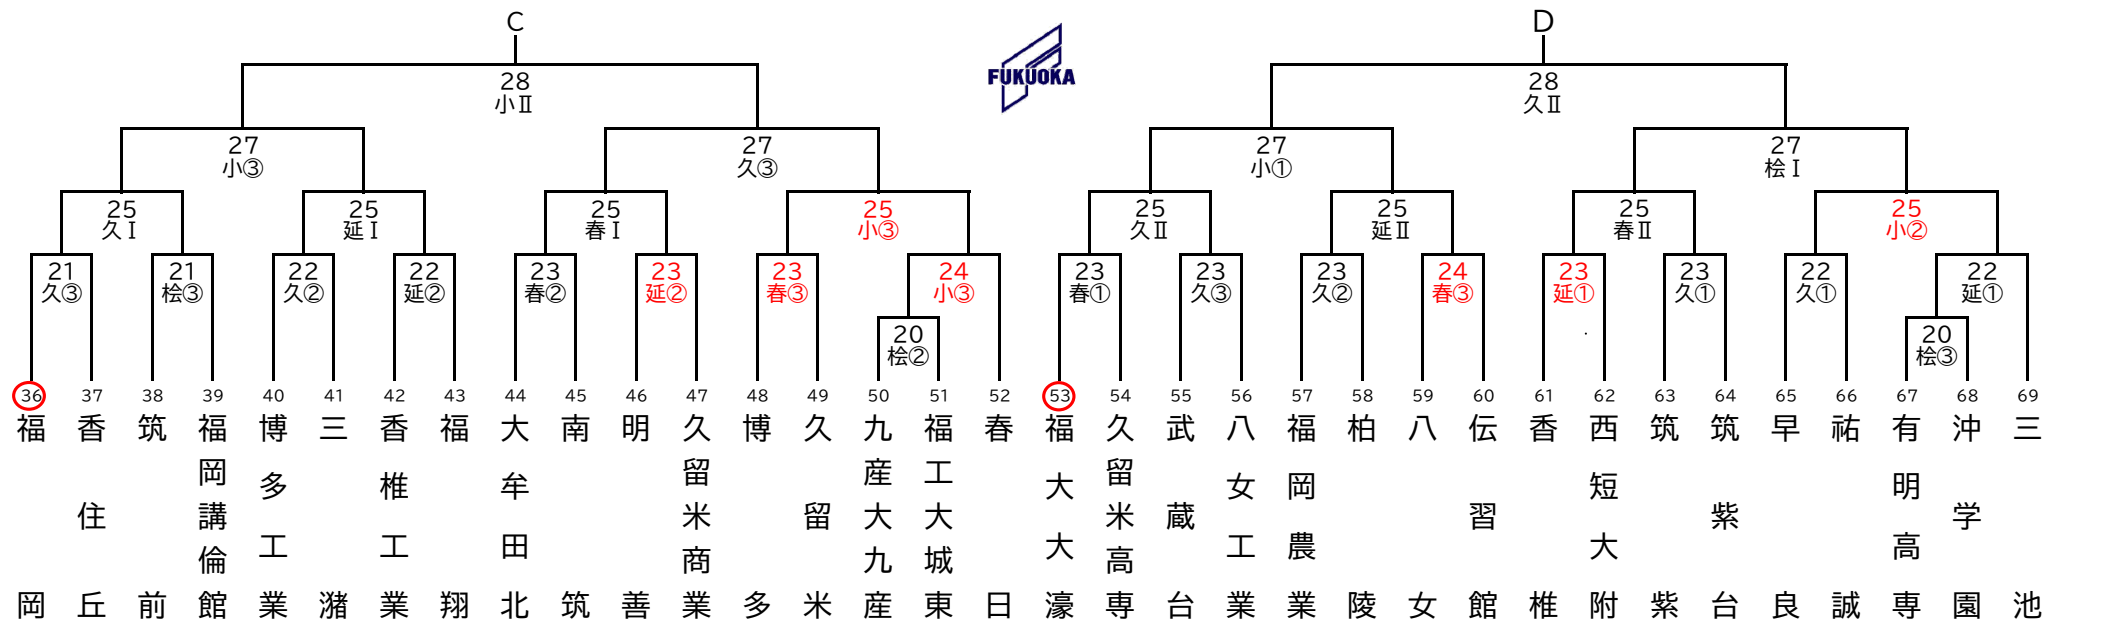 C
D
FUKUOKA
28
小Ⅱ
28
久Ⅱ
27
小③
27
久③
27
小①
27
桧Ⅰ
25
久Ⅰ
25
延Ⅰ
25
春Ⅰ
25
小③
25
久Ⅱ
25
延Ⅱ
25
春Ⅱ
25
小②
21
久③
21
桧③
22
久②
22
延②
23
春②
23
延②
23
春③
24
小③
23
春①
23
久③
23
久②
24
春③
23
延①
23
久①
22
久①
22
延①
20
桧②
20
桧③
36
福岡
37
香住丘
38
筑前
39
福岡講倫館
40
博多工業
41
三潴
42
香椎工業
43
福翔
44
大牟田北
45
南筑
46
明善
47
久留米商業
48
博多
49
久留米
50
九産大九産
51
福工大城東
52
春日
53
福大大濠
54
久留米高専
55
武蔵台
56
八女工業
57
福岡農業
58
柏陵
59
八女
60
伝習館
61
香椎
62
西短大附
63
筑紫
64
筑紫台
65
早良
66
祐誠
67
有明高専
68
沖学園
69
三池